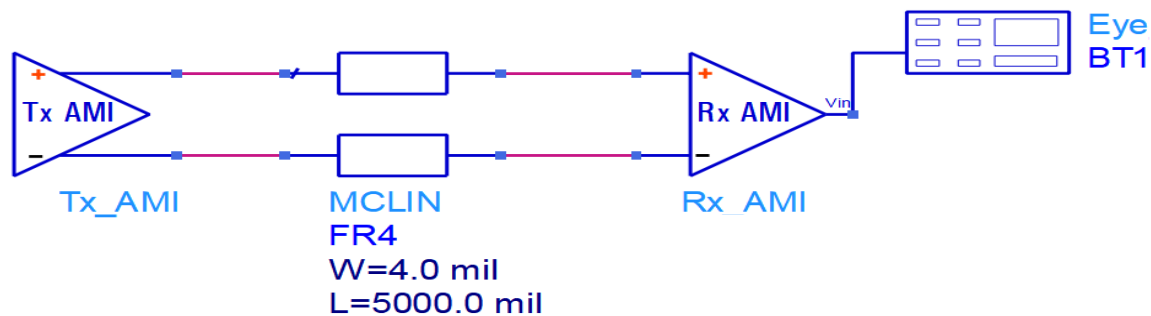 Eye
BT1
+
Tx AMI
−
+
Rx AMI
−
Vin
Tx_AMI
MCLIN
FR4
W=4.0 mil
L=5000.0 mil
Rx_AMI